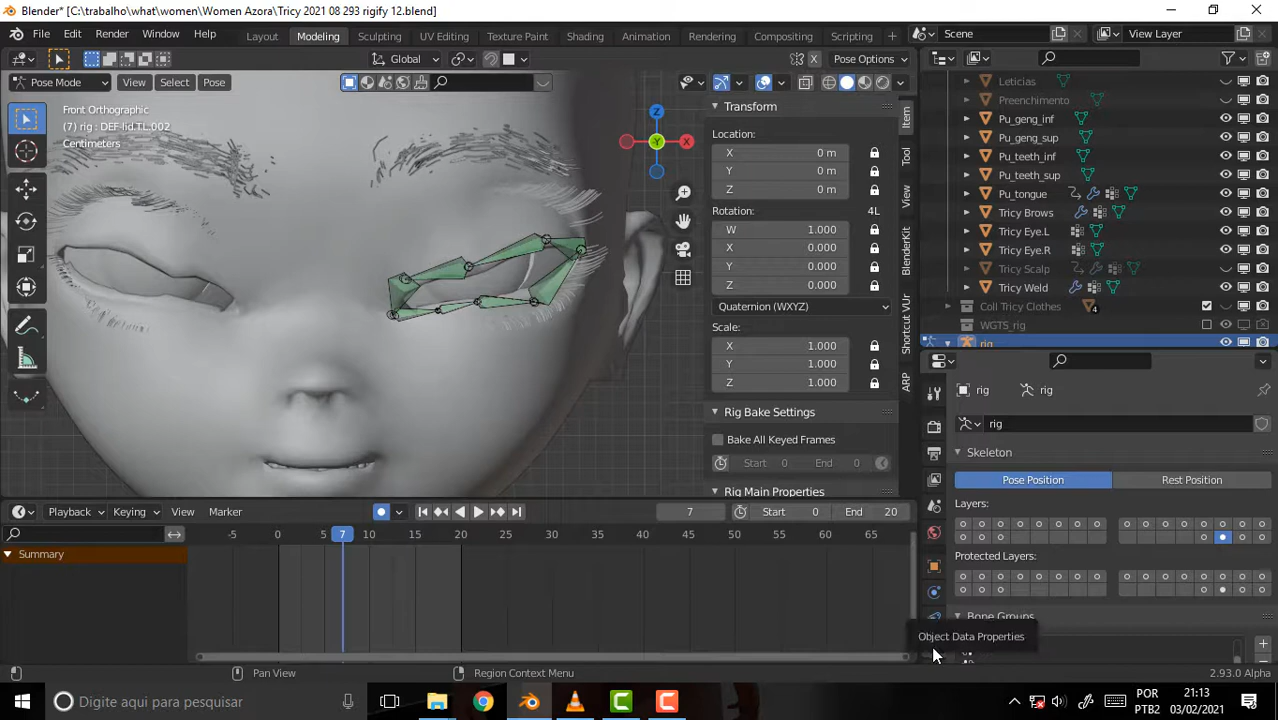 Blender* [C:\trabalho\what\women\Women Azora\Tricy 2021 08 293 rigify 12.blend]
File Edit Render Window Help Layout Modeling Sculpting UV Editing Texture Paint Shading Animation Rendering Compositing Scripting Scene View Layer
Global X Pose Options
Pose Mode View Select Pose
Front Orthographic
(7) rig : DEF-lid.T.L.002
Centimeters
Z
X
Y
Transform
Location:
X 0 m
Y 0 m
Z 0 m
Rotation: 4L
W 1.000
X 0.000
Y 0.000
Z 0.000
Quaternion (WXYZ)
Scale:
X 1.000
Y 1.000
Z 1.000
Rig Bake Settings
Bake All Keyed Frames
Start: 0 End 0
Rig Main Properties
Item
Tool
View
BlenderKit
Shortcut VUr
ARP
Leticias
Preenchimento
Pu_geng_inf
Pu_geng_sup
Pu_teeth_inf
Pu_teeth_sup
Pu_tongue
Tricy Brows
Tricy Eye.L
Tricy Eye.R
Tricy Scalp
Tricy Weld
Coll Tricy Clothes 4
WGTS_rig
rig
rig rig
rig
Skeleton
Pose Position Rest Position
Layers:
Protected Layers:
Bone Groups
Object Data Properties
Playback Keying View Marker 7 Start 0 End 20
0 5 7 10 15 20 25 30 35 40 45 50 55 60 65
Summary
Pan View Region Context Menu 2.93.0 Alpha
Digite aqui para pesquisar
POR
PTB2
21:13
03/02/2021